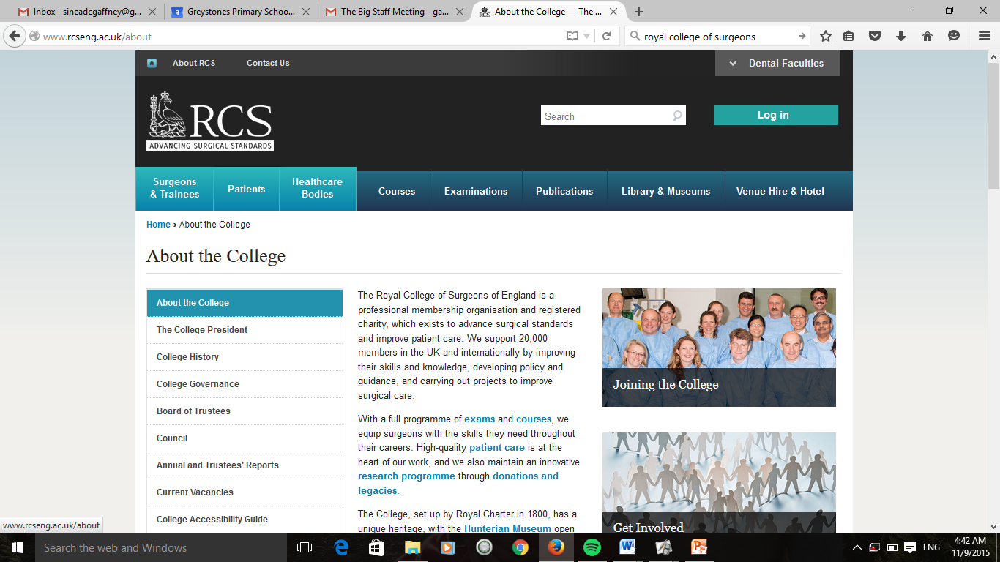 Inbox - sineadcgaffney@g...
Greystones Primary Schoo...
The Big Staff Meeting - ga...
About the College — The ...
www.rcseng.ac.uk/about
royal college of surgeons
About RCS
Contact Us
Dental Faculties
RCS
ADVANCING SURGICAL STANDARDS
Search
Log in
Surgeons
& Trainees
Patients
Healthcare
Bodies
Courses
Examinations
Publications
Library & Museums
Venue Hire & Hotel
Home › About the College
About the College
About the College
The College President
College History
College Governance
Board of Trustees
Council
Annual and Trustees' Reports
Current Vacancies
College Accessibility Guide
The Royal College of Surgeons of England is a
professional membership organisation and registered
charity, which exists to advance surgical standards
and improve patient care. We support 20,000
members in the UK and internationally by improving
their skills and knowledge, developing policy and
guidance, and carrying out projects to improve
surgical care.
With a full programme of exams and courses, we
equip surgeons with the skills they need throughout
their careers. High-quality patient care is at the
heart of our work, and we also maintain an innovative
research programme through donations and
legacies.
The College, set up by Royal Charter in 1800, has a
unique heritage, with the Hunterian Museum open
Joining the College
Get Involved
www.rcseng.ac.uk/about
Search the web and Windows
ENG
4:42 AM
11/9/2015